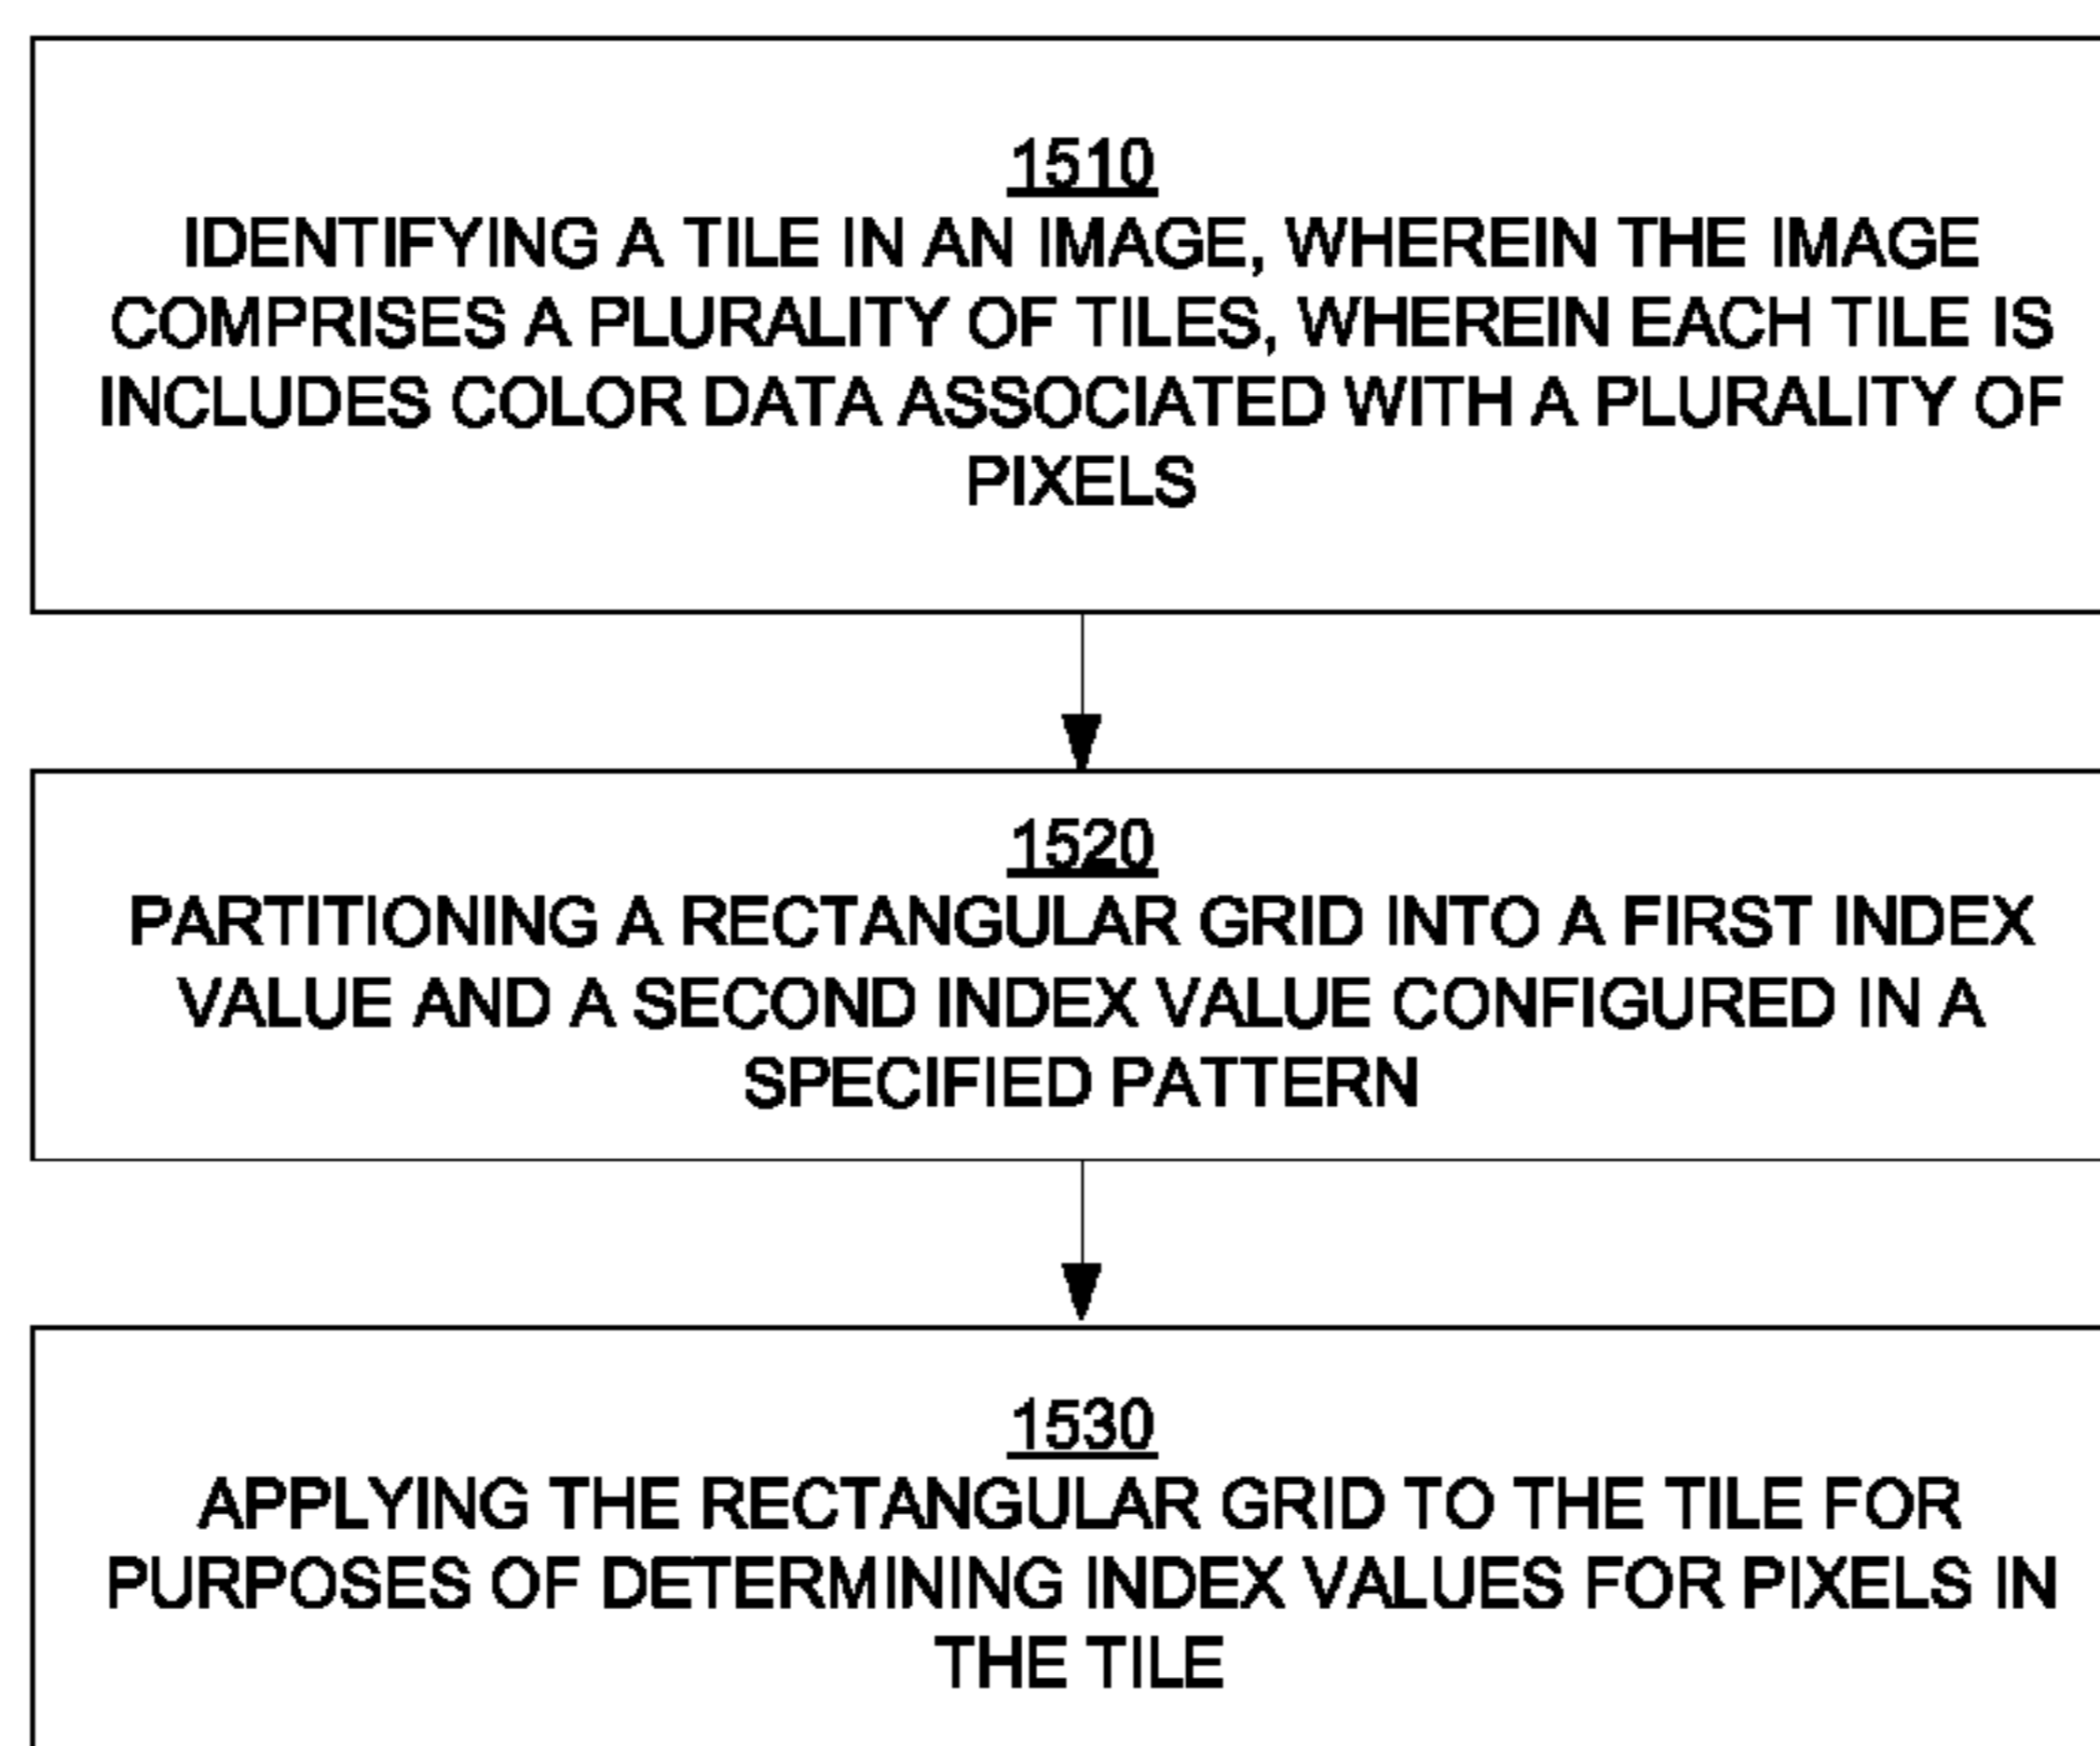 1510
IDENTIFYING A TILE IN AN IMAGE, WHEREIN THE IMAGE
COMPRISES A PLURALITY OF TILES, WHEREIN EACH TILE IS
INCLUDES COLOR DATA ASSOCIATED WITH A PLURALITY OF
PIXELS
1520
PARTITIONING A RECTANGULAR GRID INTO A FIRST INDEX
VALUE AND A SECOND INDEX VALUE CONFIGURED IN A
SPECIFIED PATTERN
1530
APPLYING THE RECTANGULAR GRID TO THE TILE FOR
PURPOSES OF DETERMINING INDEX VALUES FOR PIXELS IN
THE TILE